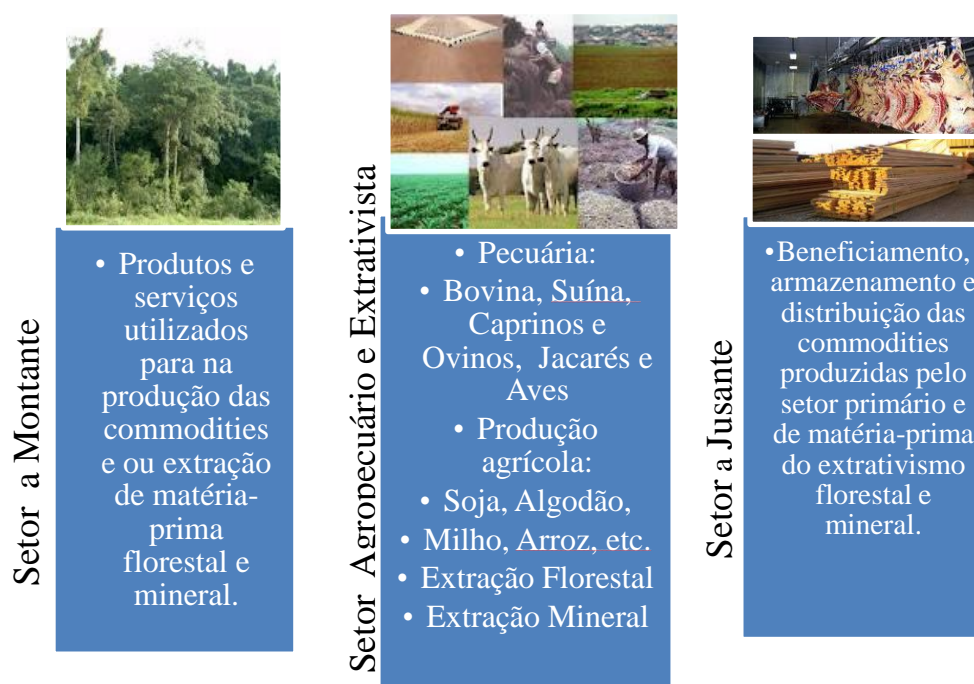 Setor a Montante
• Produtos e
serviços
utilizados
para na
produção das
commodities
e ou extração
de matéria-
prima
florestal e
mineral.
Setor Agropecuário e Extrativista
• Pecuária:
• Bovina, Suína,
Caprinos e
Ovinos, Jacarés e
Aves
• Produção
agrícola:
• Soja, Algodão,
• Milho, Arroz, etc.
• Extração Florestal
• Extração Mineral
Setor a Jusante
•Beneficiamento,
armazenamento e
distribuição das
commodities
produzidas pelo
setor primário e
de matéria-prima
do extrativismo
florestal e
mineral.